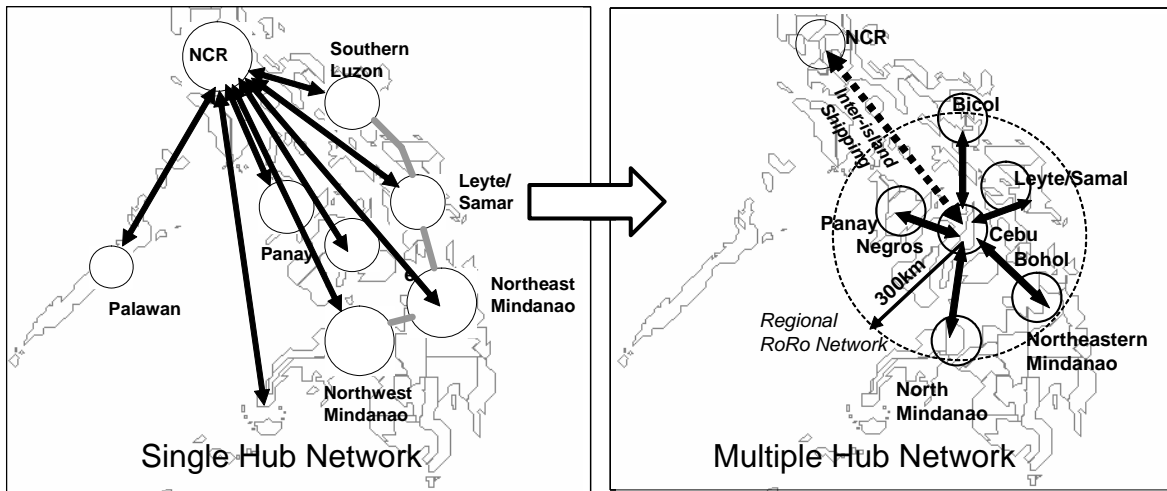 NCR
Southern
Luzon
Leyte/
Samar
Panay
e
Palawan
Northeast
Mindanao
Northwest
Mindanao
Single Hub Network
NCR
Inter-island
Shipping
Bicol
Leyte/Samal
Panay
Negros
Cebu
Bohol
300km
Regional
RoRo Network
Northeastern
Mindanao
North
Mindanao
Multiple Hub Network